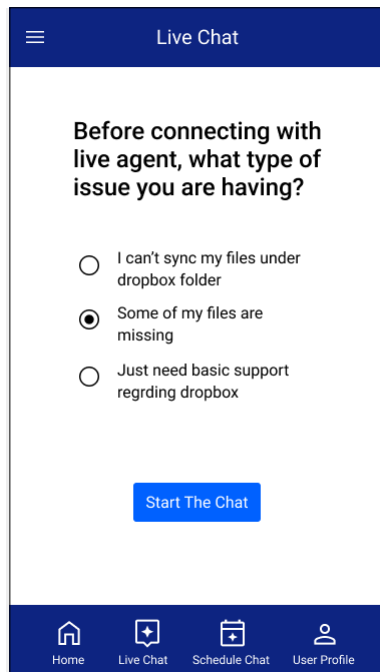 Live Chat
Before connecting with
live agent, what type of
issue you are having?
I can't sync my files under
dropbox folder
Some of my files are
missing
Just need basic support
regrding dropbox
Start The Chat
Home
Live Chat
Schedule Chat
User Profile